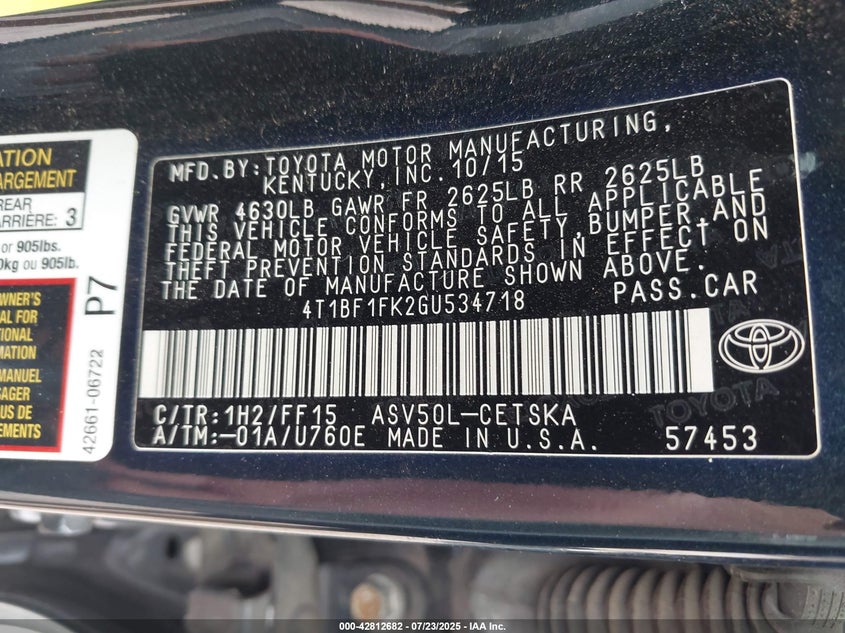 ATION
ARGEMENT
REAR
ARRIÈRE: 3
or 905lbs.
0kg ou 905lb.
OWNER'S
AL FOR
TIONAL
MATION
MANUEL
SAGER
US DE
EMENTS.
P7
42661-06722
MFD. BY: TOYOTA MOTOR MANUFACTURING,
KENTUCKY, INC. 10/15
GVWR 4630LB GAWR FR 2625LB RR 2625LB
THIS VEHICLE CONFORMS TO ALL APPLICABLE
FEDERAL MOTOR VEHICLE SAFETY, BUMPER, AND
THEFT PREVENTION STANDARDS IN EFFECT ON
THE DATE OF MANUFACTURE SHOWN ABOVE.
4T1BF1FK2GU534718 PASS. CAR
C/TR: 1H2/FF15 ASV50L-CETSKA
A/TM: -01A/U760E MADE IN U.S.A. 57453
000-42812682 - 07/23/2025 - IAA Inc.